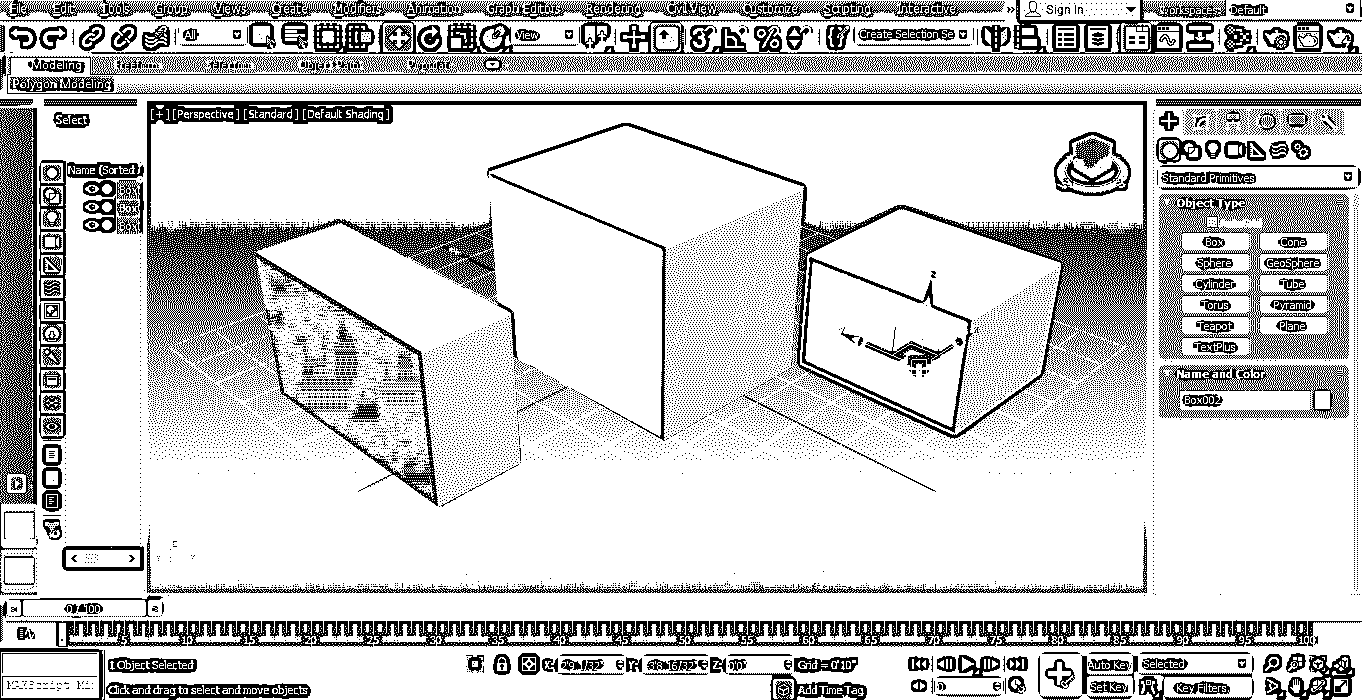 File Edit Tools Group Views Create Modifiers Animation Graph Editors Rendering Civil View Customize Scripting Interactive Sign In Workspaces: Default
All View Create Selection Se
Modeling Freeform Selection Object Paint Populate
Polygon Modeling
Select
[+] [Perspective] [Standard] [Default Shading]
Name (Sorted
Box
Box
Box
z
Standard Primitives
Object Type
Box Cone
Sphere GeoSphere
Cylinder Tube
Torus Pyramid
Teapot Plane
TextPlus
Name and Color
Box002
0 / 100
5 10 15 20 25 30 35 40 45 50 55 60 65 70 75 80 85 90 95 100
1 Object Selected
Click and drag to select and move objects
X: Y: Z: 0'0" Grid = 0'10"
Add Time Tag
Auto Key Selected
Set Key Key Filters...
MAXScript Mi